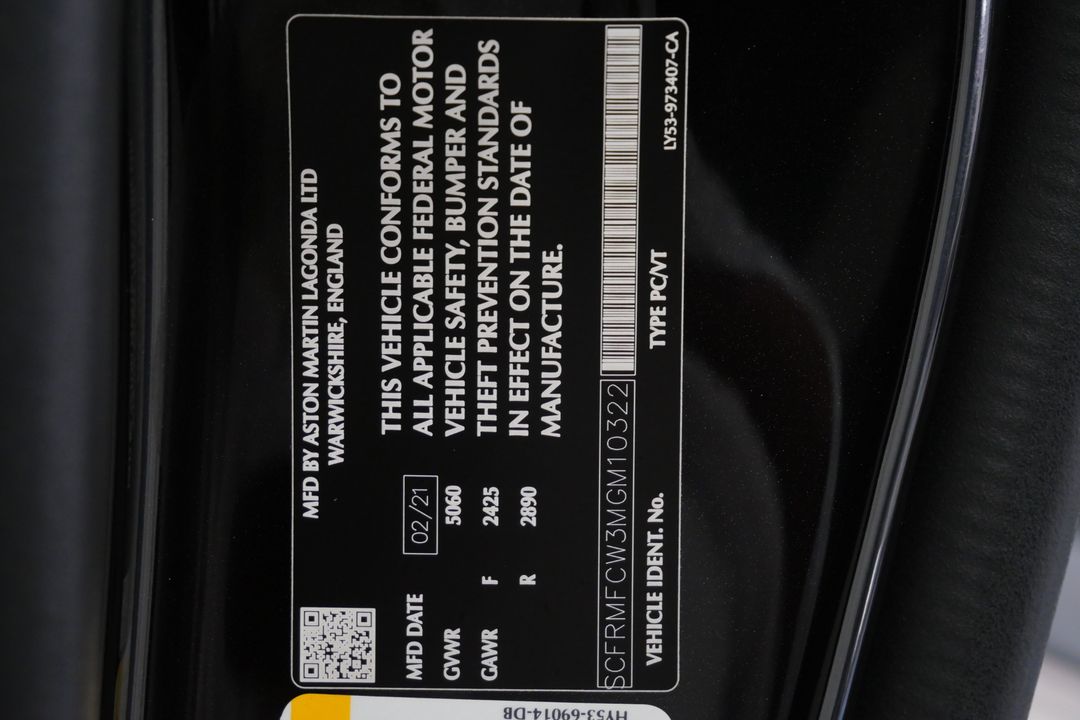 MFD BY ASTON MARTIN LAGONDA LTD
WARWICKSHIRE, ENGLAND
MFD DATE 02/21
GVWR 5060
GAWR F 2425
R 2890
THIS VEHICLE CONFORMS TO
ALL APPLICABLE FEDERAL MOTOR
VEHICLE SAFETY, BUMPER AND
THEFT PREVENTION STANDARDS
IN EFFECT ON THE DATE OF
MANUFACTURE.
SCFRMFCW3MGM10322
VEHICLE IDENT. No. TYPE PC/VT
LY53-973407-CA
HY53-69014-DB